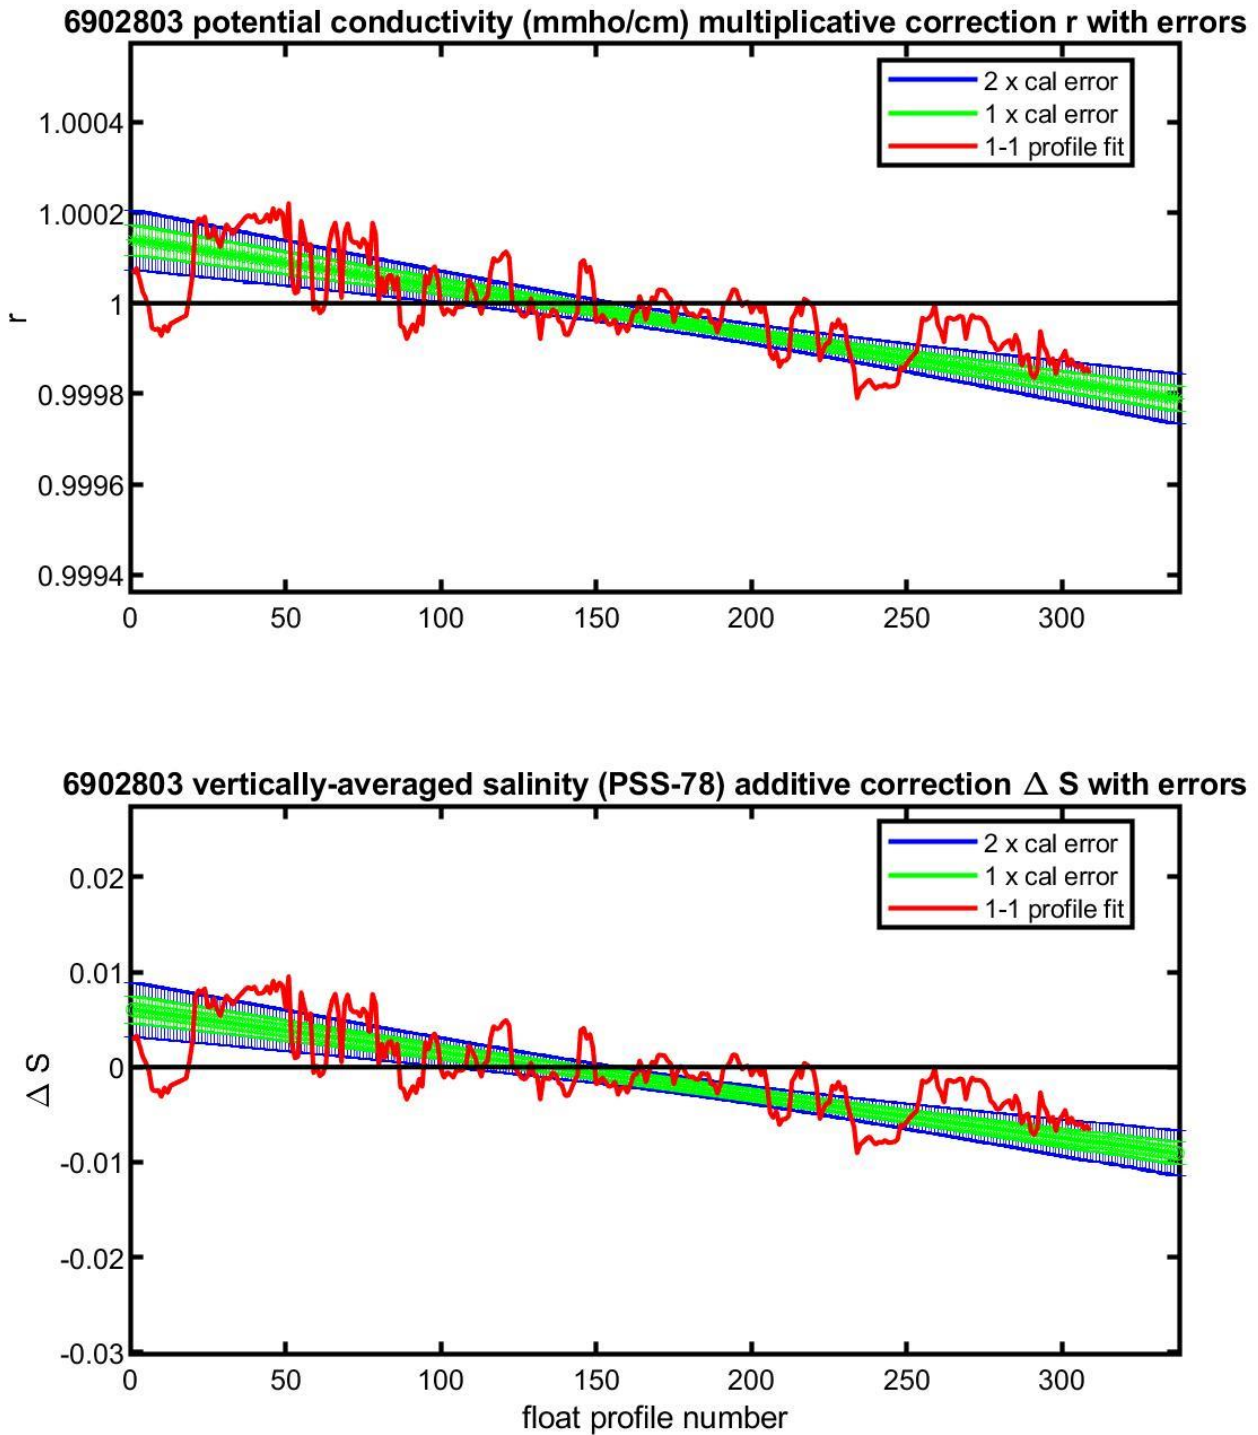 6902803 potential conductivity (mmho/cm) multiplicative correction r with errors
2 x cal error
1 x cal error
1-1 profile fit
1.0004
1.0002
1
0.9998
0.9996
0.9994
r
0 50 100 150 200 250 300
6902803 vertically-averaged salinity (PSS-78) additive correction Δ S with errors
2 x cal error
1 x cal error
1-1 profile fit
0.02
0.01
0
-0.01
-0.02
-0.03
Δ S
0 50 100 150 200 250 300
float profile number